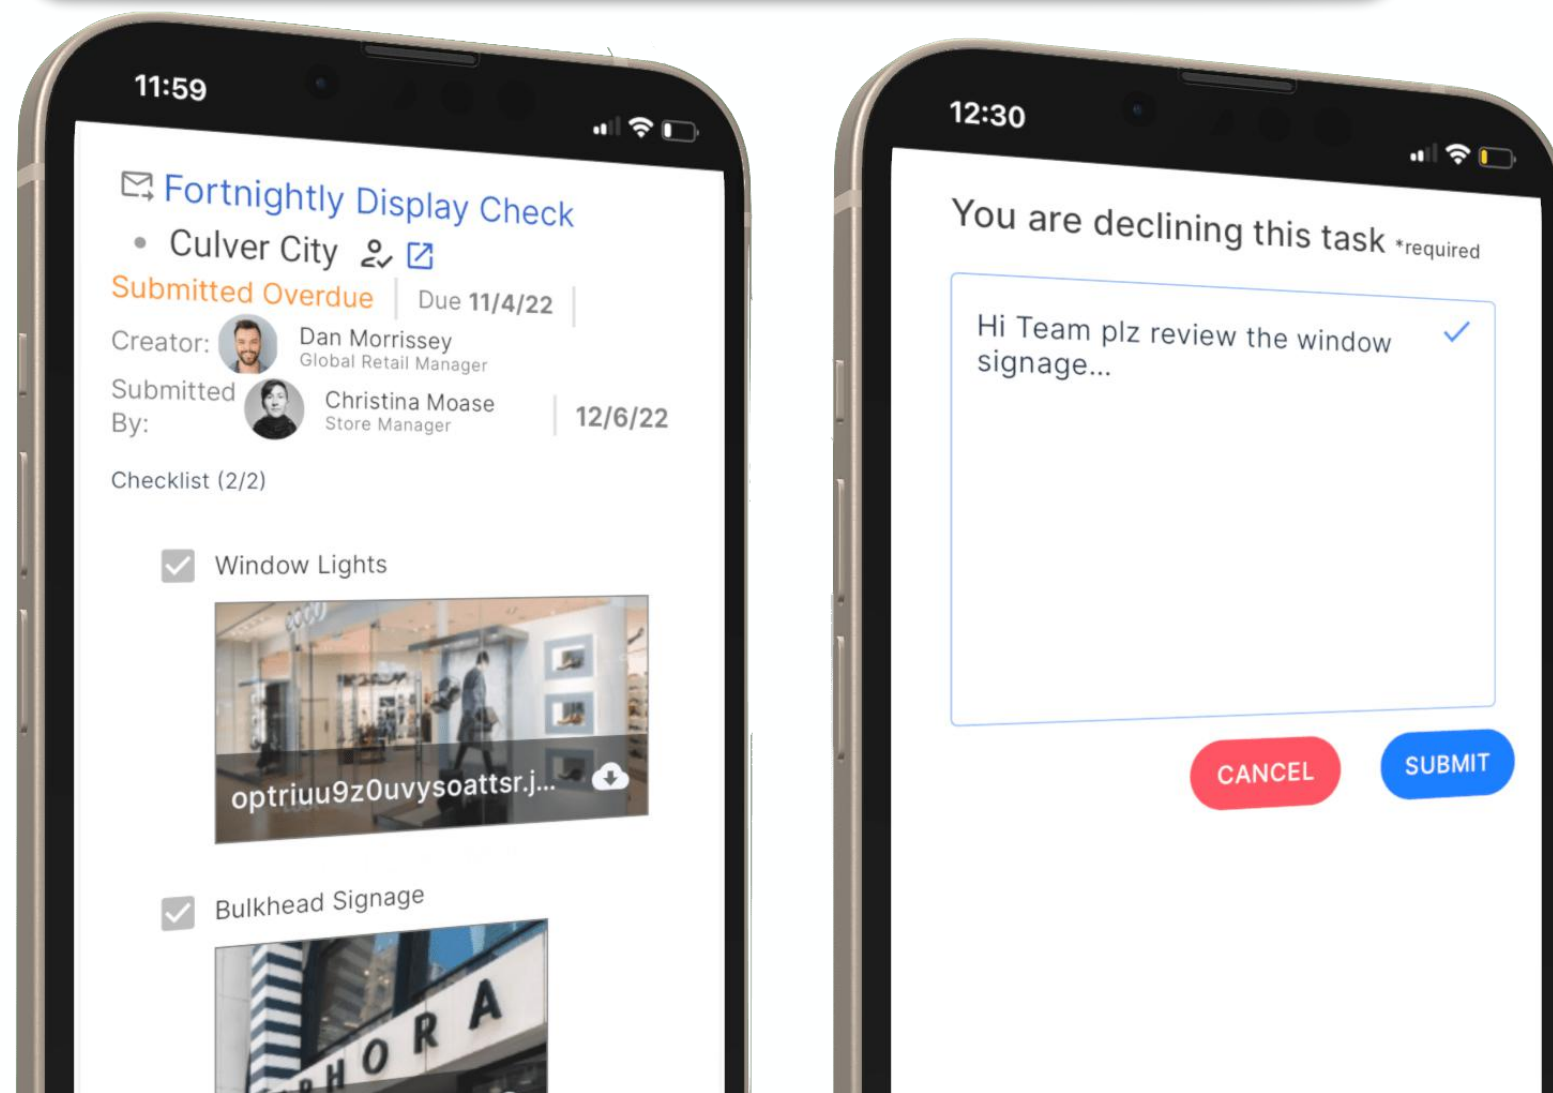 11:59
Fortnightly Display Check
Culver City
Submitted Overdue
Due 11/4/22
Creator:
Dan Morrissey
Global Retail Manager
Submitted By:
Christina Moase
Store Manager
12/6/22
Checklist (2/2)
Window Lights
optriuu9z0uvysoattsr.j...
Bulkhead Signage
HORA
12:30
You are declining this task *required
Hi Team plz review the window
signage...
CANCEL
SUBMIT